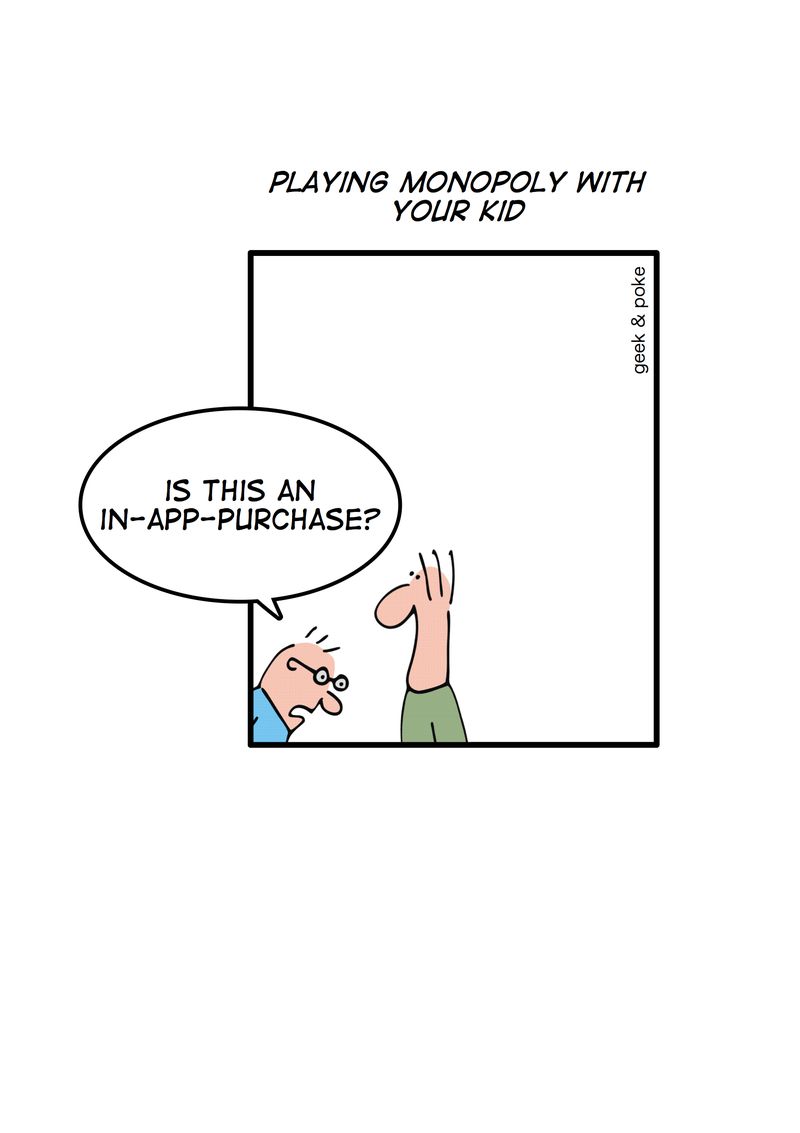 PLAYING MONOPOLY WITH
YOUR KID
geek & poke
IS THIS AN
IN-APP-PURCHASE?